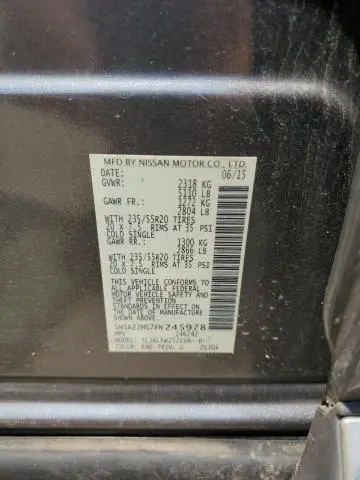 MFD BY NISSAN MOTOR CO., LTD.
DATE: 06/15
GVWR: 2318 KG
5110 LB
GAWR FR.: 1272 KG
2804 LB
WITH 235/55R20 TIRES
20 X 7.5 RIMS AT 35 PSI
COLD SINGLE
GAWR RR.: 1300 KG
2866 LB
WITH 235/55R20 TIRES
20 X 7.5 RIMS AT 35 PSI
COLD SINGLE
THIS VEHICLE CONFORMS TO
ALL APPLICABLE FEDERAL
MOTOR VEHICLE SAFETY AND
THEFT PREVENTION STANDARDS
IN EFFECT ON THE DATE OF
MANUFACTURE SHOWN ABOVE.
5N1AZ2MG7FN245978
MPV 246242
MODEL:
COLOR: KAD TRIM: G